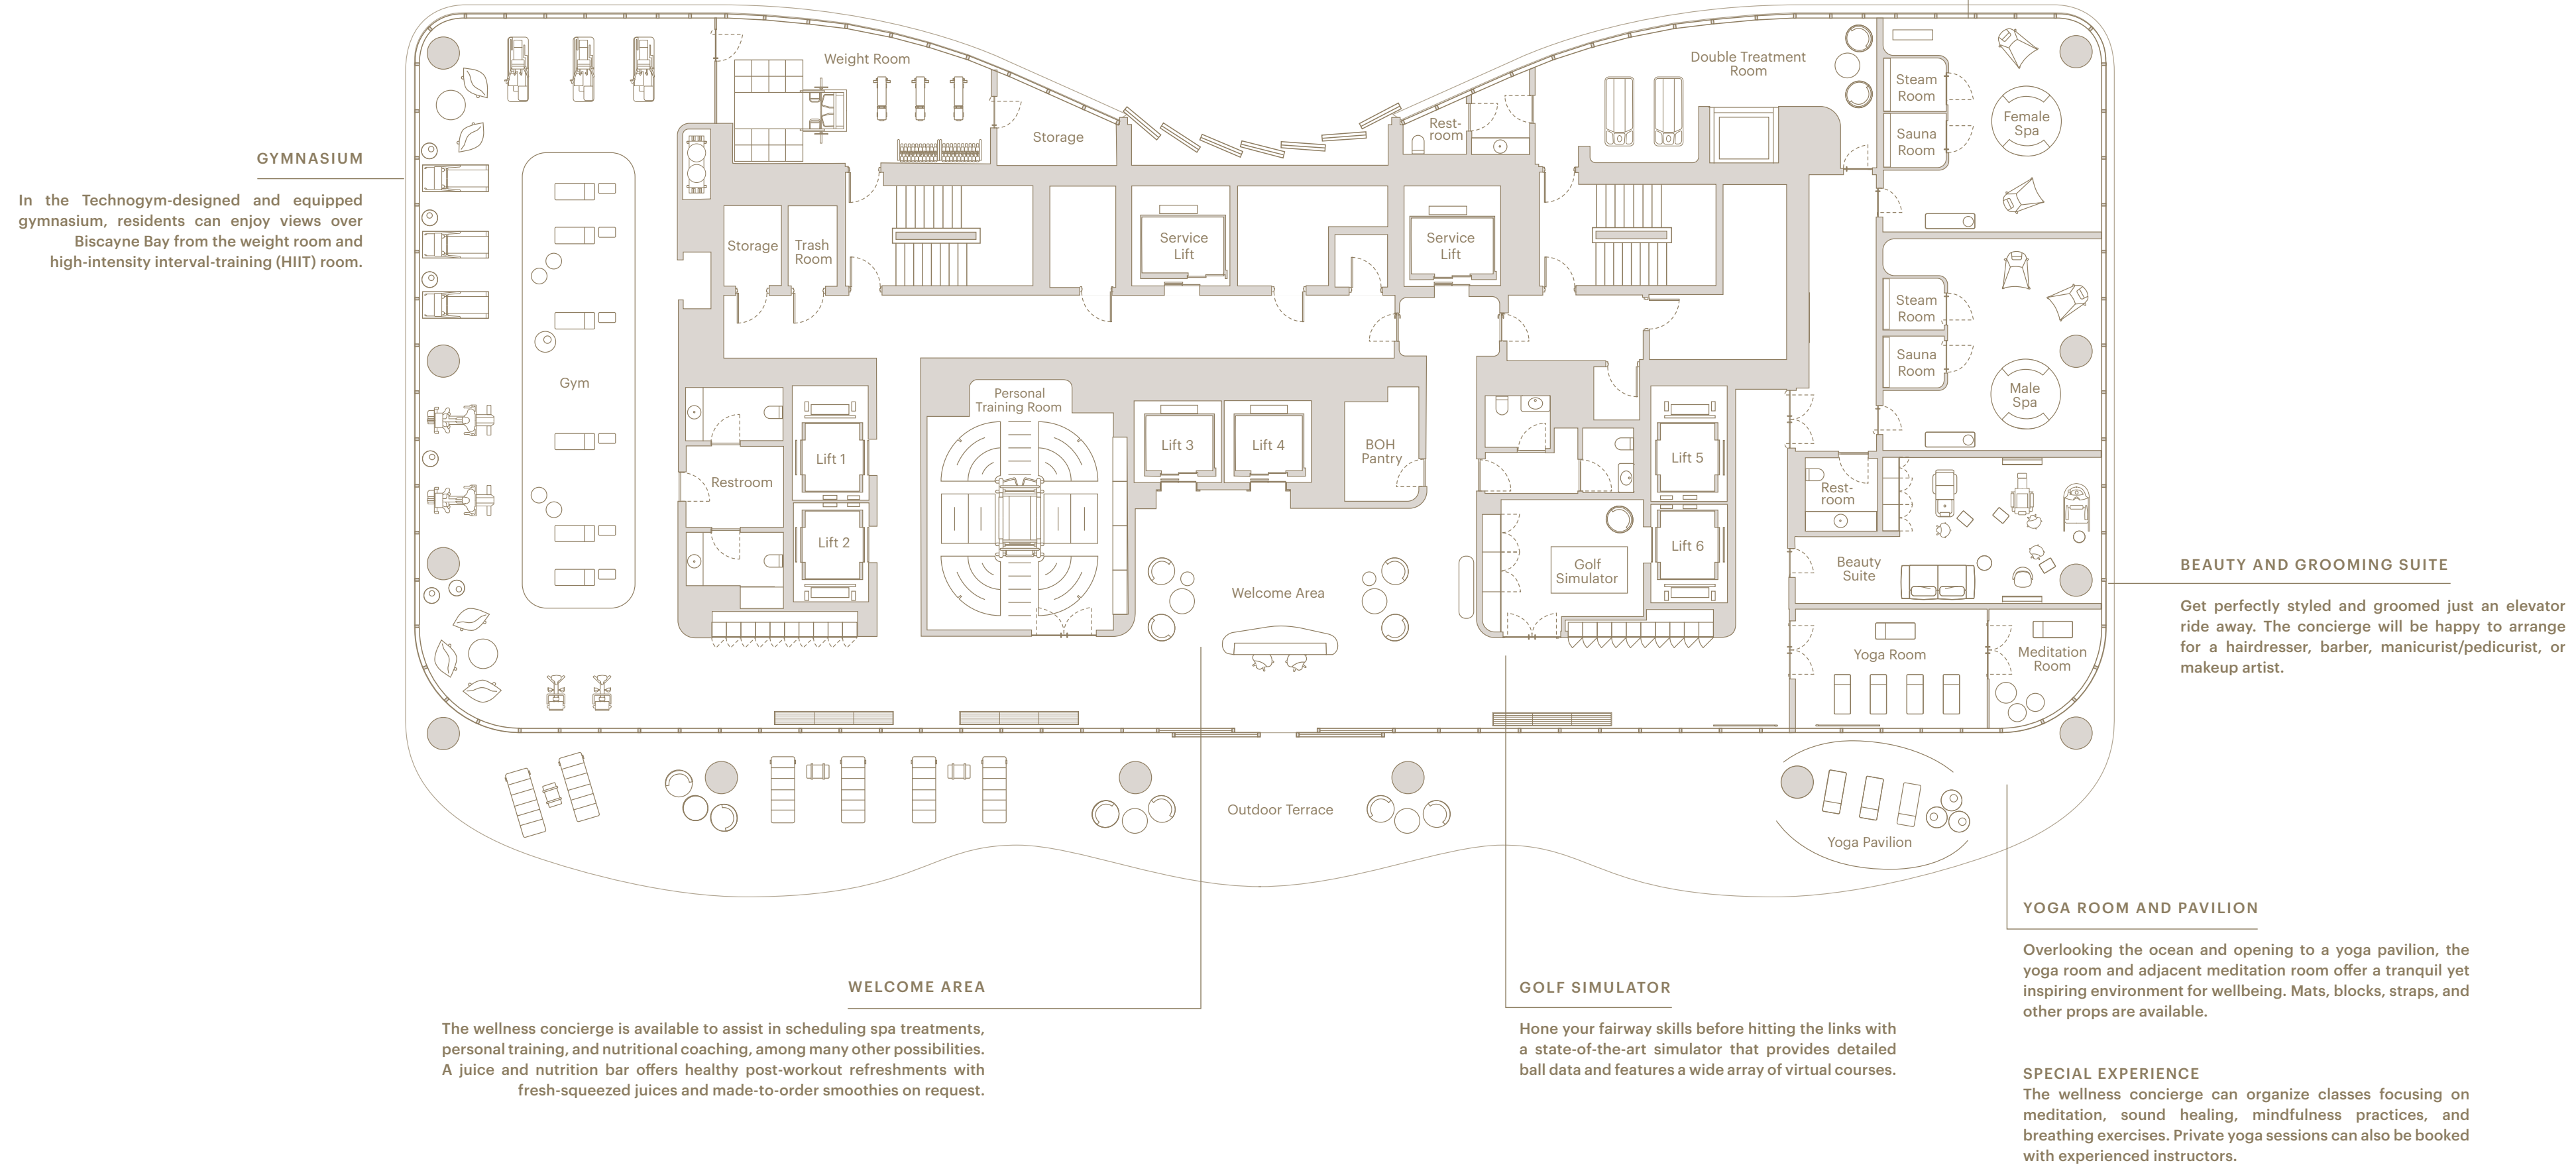 Weight Room
Double Treatment
Room
Steam
Room
Female
Spa
Storage
Rest-
room
Sauna
Room
GYMNASIUM
In the Technogym-designed and equipped
gymnasium, residents can enjoy views over
Biscayne Bay from the weight room and
high-intensity interval-training (HIIT) room.
Storage
Trash
Room
Service
Lift
Service
Lift
Steam
Room
Sauna
Room
Male
Spa
Gym
Personal
Training Room
Lift 1
Lift 3
Lift 4
BOH
Pantry
Lift 5
Restroom
Rest-
room
Lift 2
Lift 6
Golf
Simulator
Beauty
Suite
Welcome Area
BEAUTY AND GROOMING SUITE
Get perfectly styled and groomed just an elevator
ride away. The concierge will be happy to arrange
for a hairdresser, barber, manicurist/pedicurist, or
makeup artist.
Yoga Room
Meditation
Room
Outdoor Terrace
Yoga Pavilion
WELCOME AREA
The wellness concierge is available to assist in scheduling spa treatments,
personal training, and nutritional coaching, among many other possibilities.
A juice and nutrition bar offers healthy post-workout refreshments with
fresh-squeezed juices and made-to-order smoothies on request.
GOLF SIMULATOR
Hone your fairway skills before hitting the links with
a state-of-the-art simulator that provides detailed
ball data and features a wide array of virtual courses.
YOGA ROOM AND PAVILION
Overlooking the ocean and opening to a yoga pavilion, the
yoga room and adjacent meditation room offer a tranquil yet
inspiring environment for wellbeing. Mats, blocks, straps, and
other props are available.
SPECIAL EXPERIENCE
The wellness concierge can organize classes focusing on
meditation, sound healing, mindfulness practices, and
breathing exercises. Private yoga sessions can also be booked
with experienced instructors.